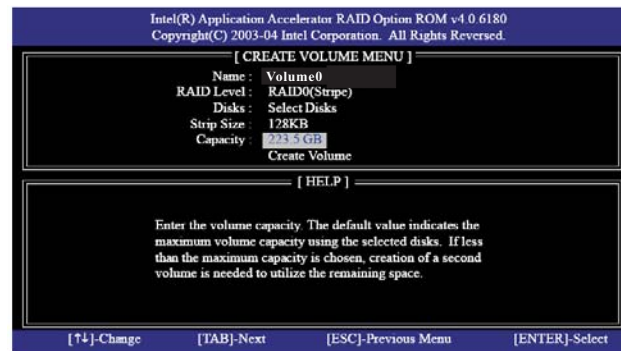 Intel(R) Application Accelerator RAID Option ROM v4.0.6180
Copyright(C) 2003-04 Intel Corporation. All Rights Reversed.
[ CREATE VOLUME MENU ]
Name : Volume0
RAID Level : RAID0(Stripe)
Disks : Select Disks
Strip Size : 128KB
Capacity : 223.5 GB
Create Volume
[ HELP ]
Enter the volume capacity. The default value indicates the
maximum volume capacity using the selected disks. If less
than the maximum capacity is chosen, creation of a second
volume is needed to utilize the remaining space.
[↑↓]-Change [TAB]-Next [ESC]-Previous Menu [ENTER]-Select